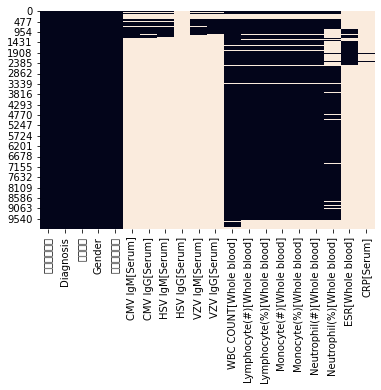 0
477
954
1431
1908
2385
2862
3339
3816
4293
4770
5247
5724
6201
6678
7155
7632
8109
8586
9063
9540
Diagnosis
Gender
CMV IgM[Serum]
CMV IgG[Serum]
HSV IgM[Serum]
HSV IgG[Serum]
VZV IgM[Serum]
VZV IgG[Serum]
WBC COUNT[Whole blood]
Lymphocyte(#)[Whole blood]
Lymphocyte(%)[Whole blood]
Monocyte(#)[Whole blood]
Monocyte(%)[Whole blood]
Neutrophil(#)[Whole blood]
Neutrophil(%)[Whole blood]
ESR[Whole blood]
CRP[Serum]